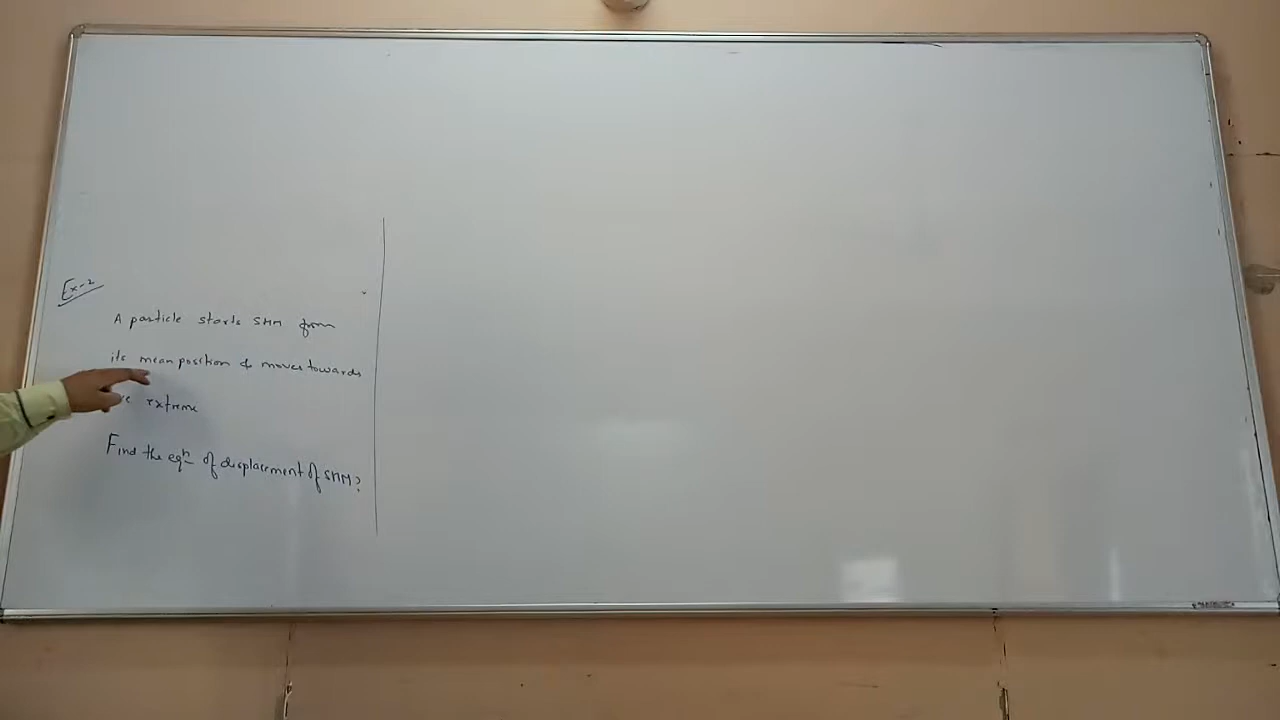 Ex-2
A particle starts SHM from
its mean position & moves towards
extreme
Find the eqn of displacement of SHM?